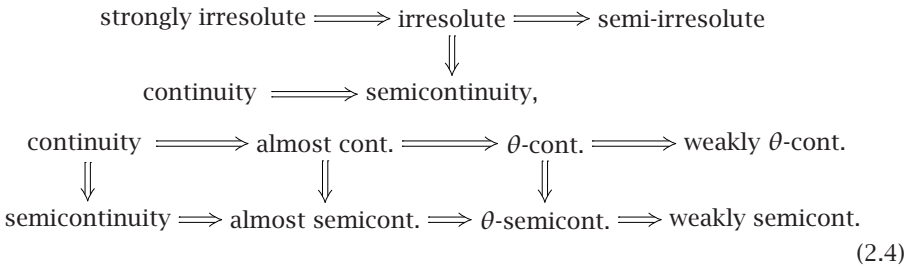 strongly irresolute ⟹ irresolute ⟹ semi-irresolute
⇓
continuity ⟹ semicontinuity,
continuity ⟹ almost cont. ⟹ θ-cont. ⟹ weakly θ-cont.
⇓ ⇓ ⇓
semicontinuity ⟹ almost semicont. ⟹ θ-semicont. ⟹ weakly semicont.
(2.4)